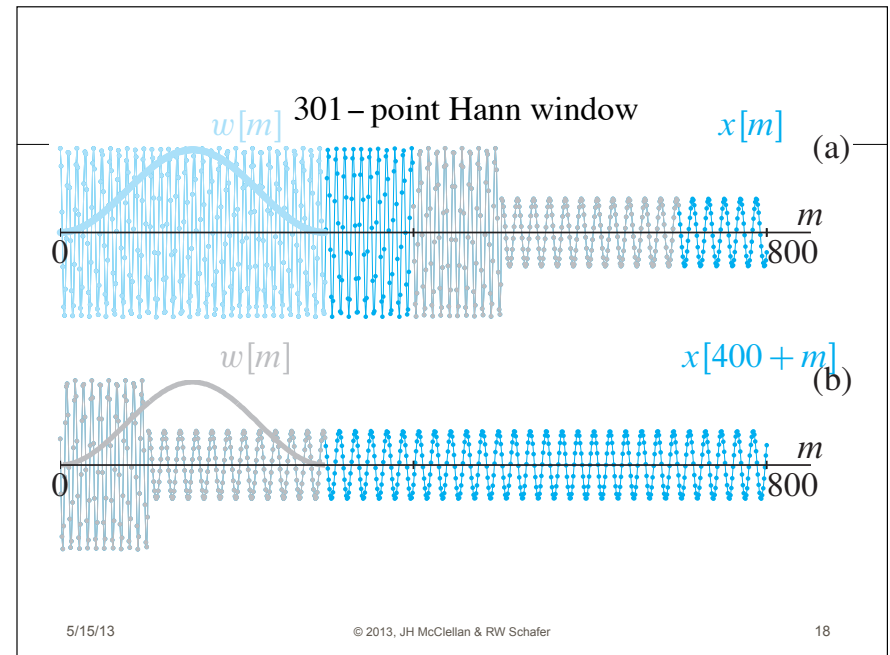 301 – point Hann window
w[m]
x[m]
(a)
m
0
800
w[m]
x[400 + m]
(b)
m
0
800
5/15/13
© 2013, JH McClellan & RW Schafer
18